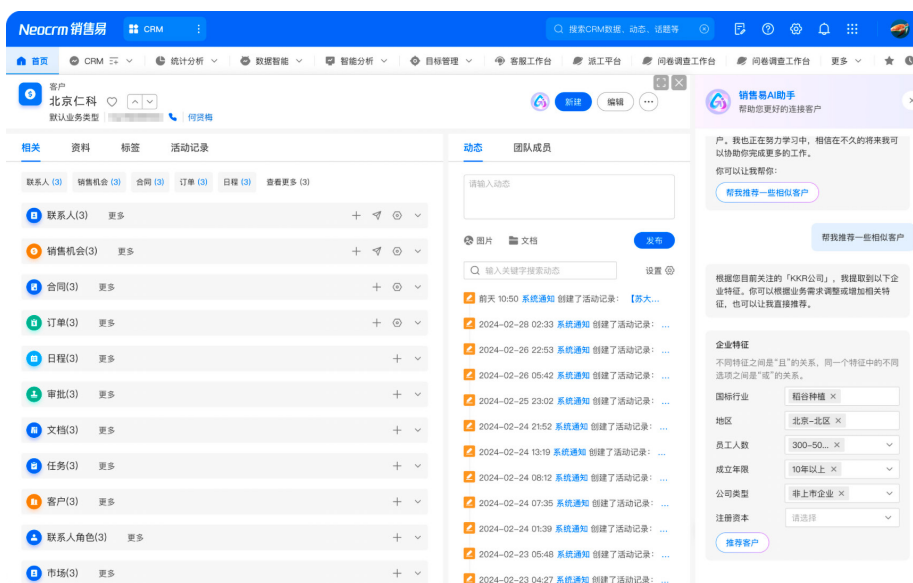 Neocrm 销售易
CRM
搜索CRM数据、动态、话题等
首页
CRM
统计分析
数据智能
智能分析
目标管理
客服工作台
派工平台
问卷调查工作台
问卷调查工作台
更多
客户
北京仁科
默认业务类型
何贤梅
新建
编辑
相关
资料
标签
活动记录
联系人 (3)
销售机会 (3)
合同 (3)
订单 (3)
日程 (3)
查看更多 (3)
联系人(3) 更多
销售机会(3) 更多
合同(3) 更多
订单(3) 更多
日程(3) 更多
审批(3) 更多
文档(3) 更多
任务(3) 更多
客户(3) 更多
联系人角色(3) 更多
市场(3) 更多
动态
团队成员
请输入动态
图片
文档
发布
输入关键字搜索动态
设置
前天 10:50 系统通知 创建了活动记录: 【苏大...
2024-02-28 02:33 系统通知 创建了活动记录: ...
2024-02-26 22:53 系统通知 创建了活动记录: ...
2024-02-26 05:42 系统通知 创建了活动记录: ...
2024-02-25 23:02 系统通知 创建了活动记录: ...
2024-02-24 21:52 系统通知 创建了活动记录: ...
2024-02-24 13:19 系统通知 创建了活动记录: ...
2024-02-24 08:12 系统通知 创建了活动记录: ...
2024-02-24 07:35 系统通知 创建了活动记录: ...
2024-02-24 01:39 系统通知 创建了活动记录: ...
2024-02-23 05:48 系统通知 创建了活动记录: ...
2024-02-23 04:27 系统通知 创建了活动记录: ...
销售易AI助手
帮助您更好的连接客户
户。我也正在努力学习中，相信在不久的将来我可
以协助你完成更多的工作。
你可以让我帮你：
帮我推荐一些相似客户
帮我推荐一些相似客户
根据您目前关注的「KKR公司」，我提取到以下企
业特征。你可以根据业务需求调整或增加相关特
征，也可以让我直接推荐。
企业特征
不同特征之间是“且”的关系，同一个特征中的不同
选项之间是“或”的关系。
国标行业 稻谷种植 ×
地区 北京-北区 ×
员工人数 300-50... ×
成立年限 10年以上 ×
公司类型 非上市企业 ×
注册资本 请选择
推荐客户